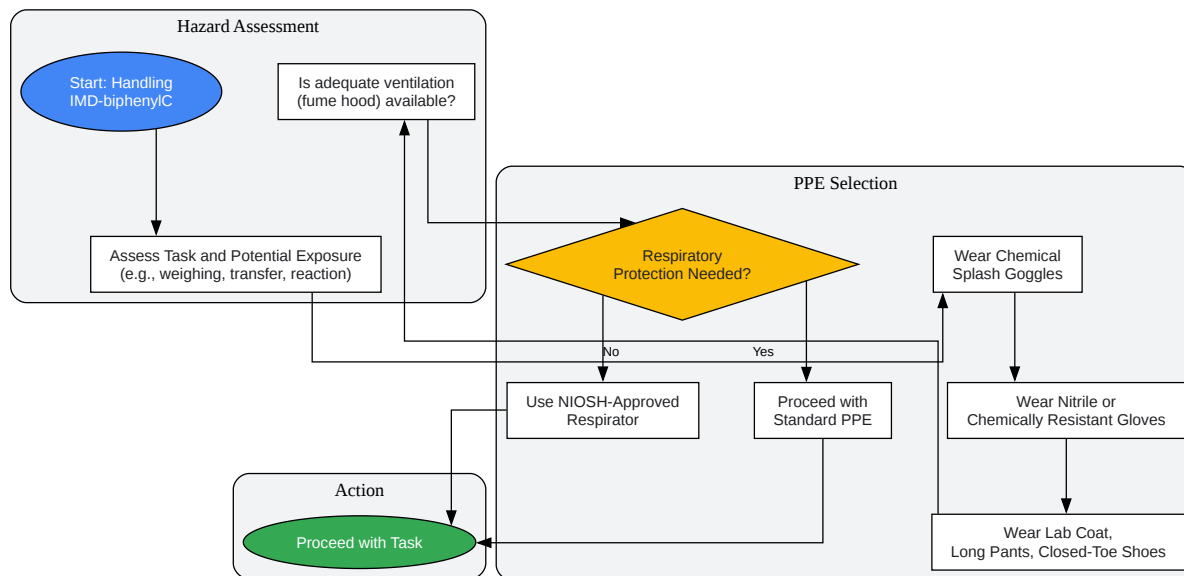 Hazard Assessment
Start: Handling
IMD-biphenylC
Is adequate ventilation
(fume hood) available?
Assess Task and Potential Exposure
(e.g., weighing, transfer, reaction)
PPE Selection
Respiratory
Protection Needed?
Wear Chemical
Splash Goggles
No
Yes
Use NIOSH-Approved
Respirator
Proceed with
Standard PPE
Wear Nitrile or
Chemically Resistant Gloves
Wear Lab Coat,
Long Pants, Closed-Toe Shoes
Action
Proceed with Task